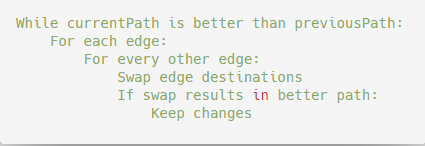 While currentPath is better than previousPath:
For each edge:
For every other edge:
Swap edge destinations
If swap results in better path:
Keep changes